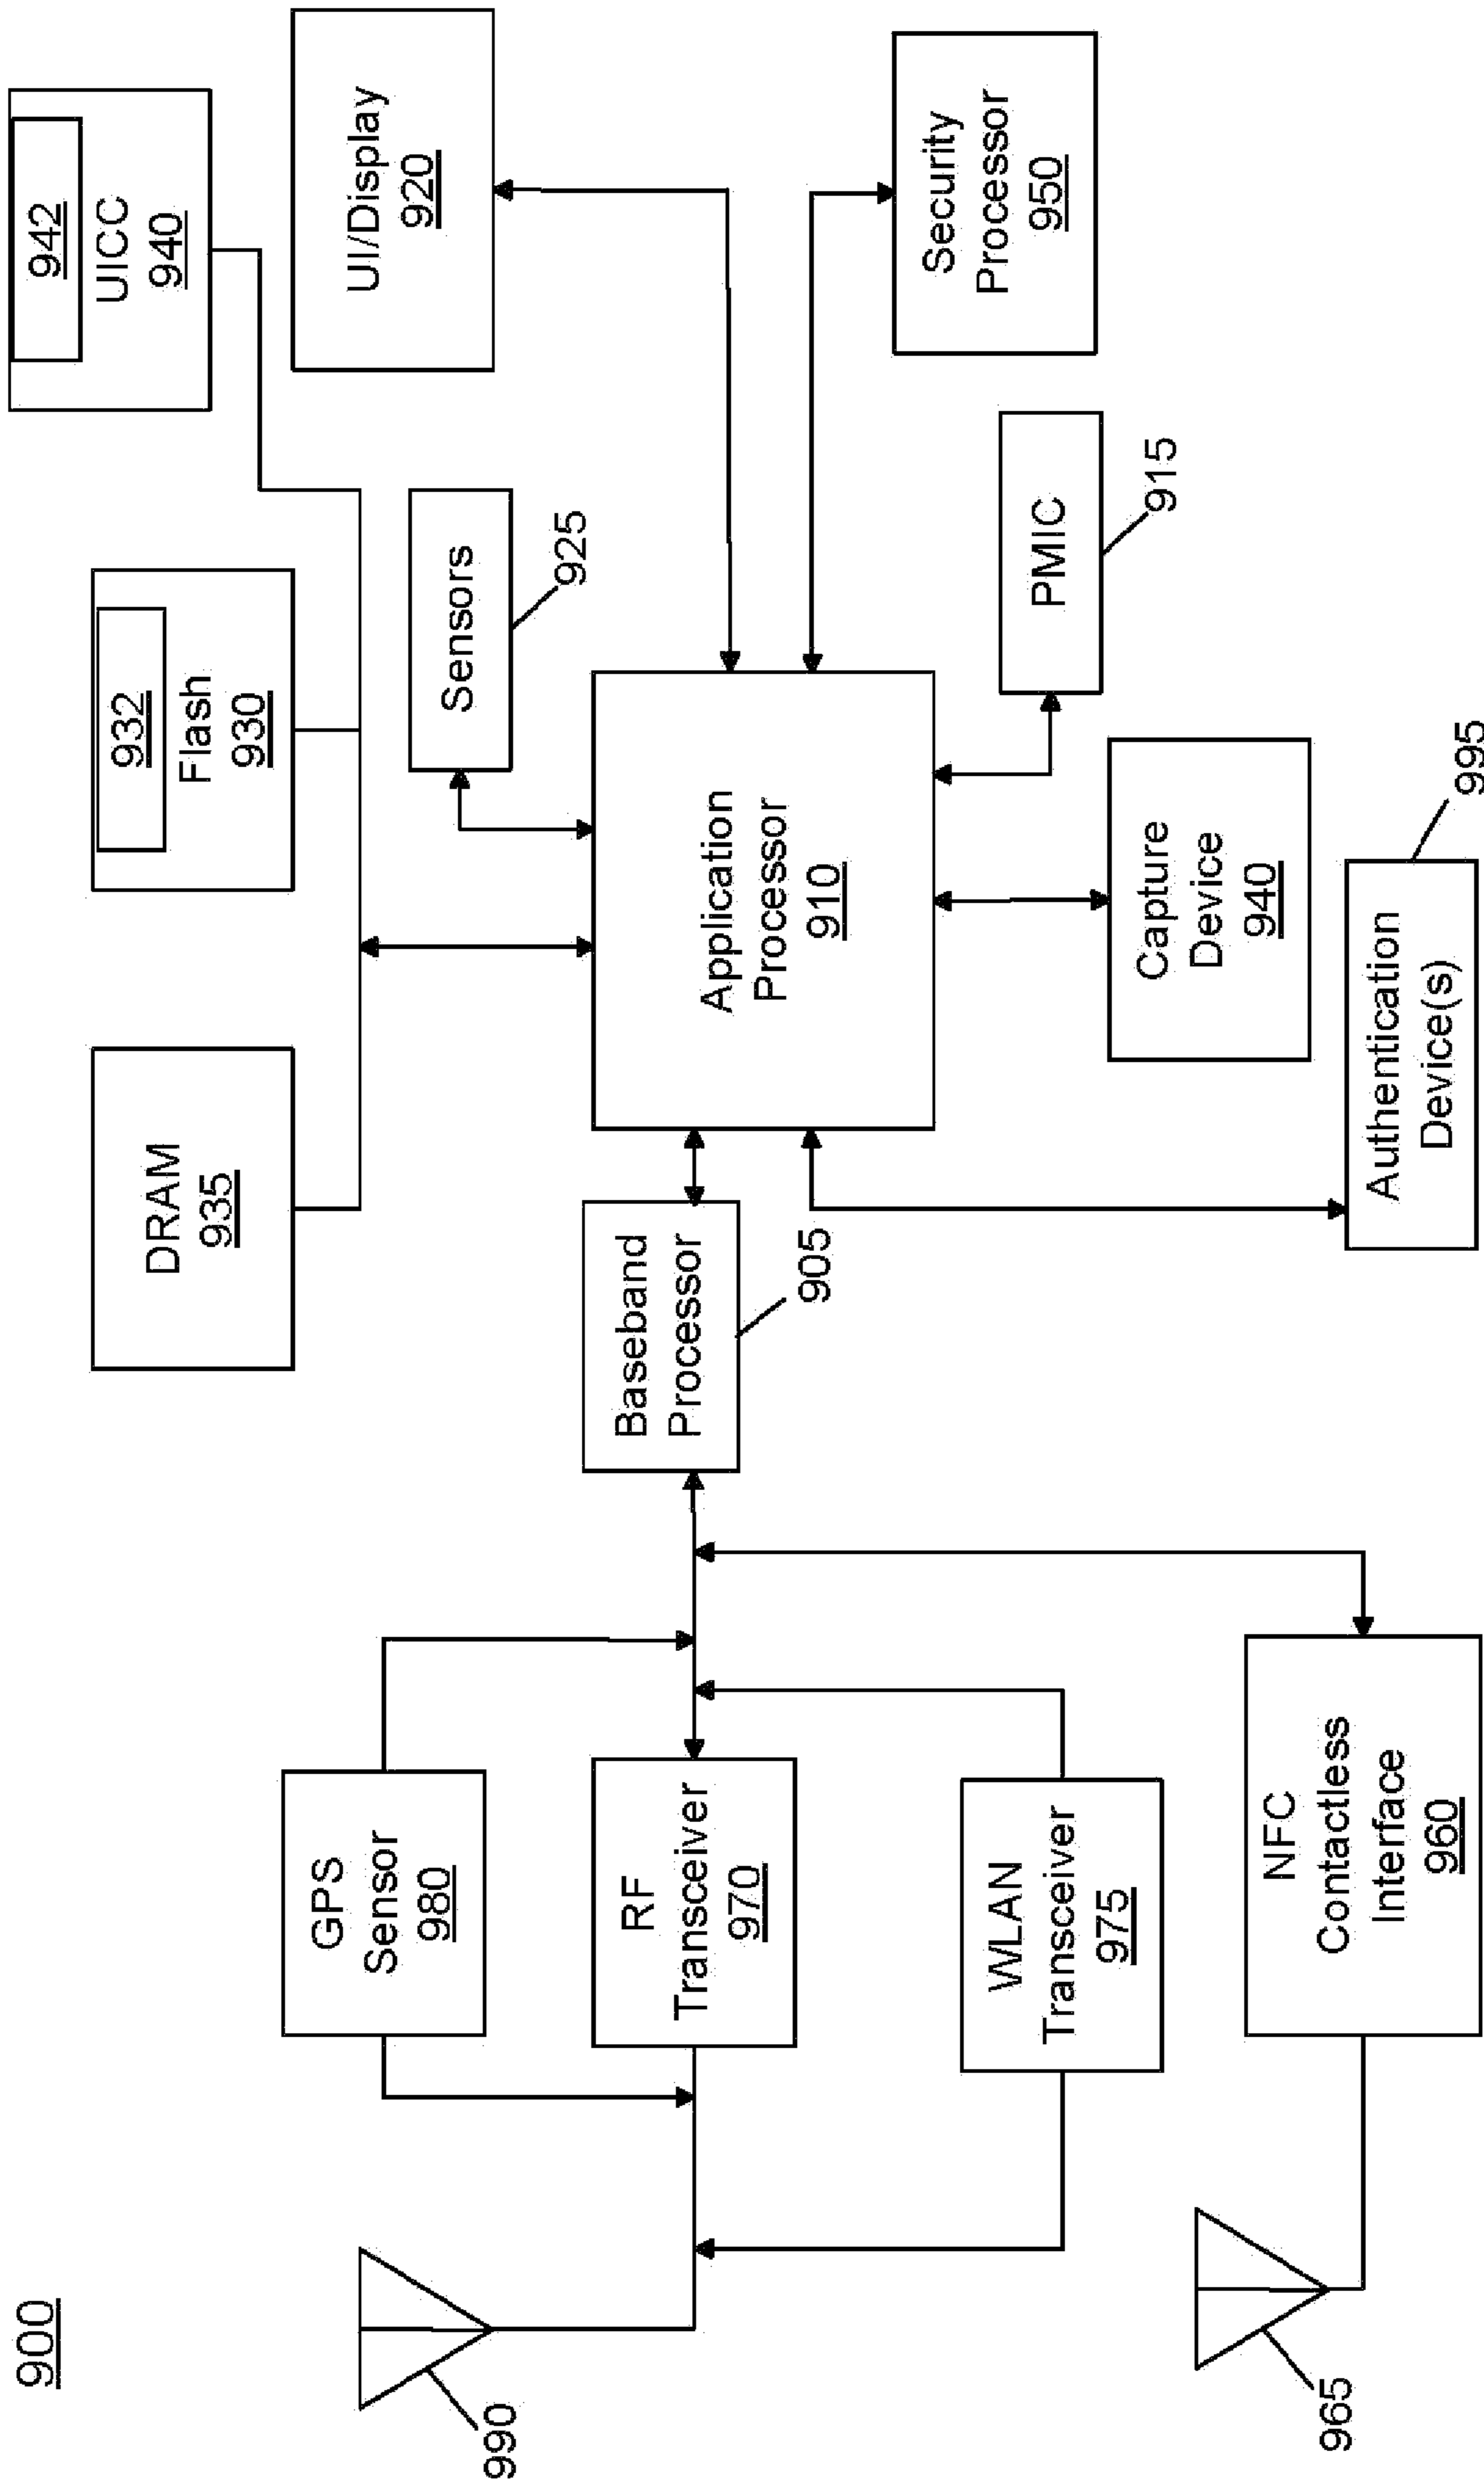 900
990
965
GPS
Sensor
980
RF
Transceiver
970
WLAN
Transceiver
975
NFC
Contactless
Interface
960
Baseband
Processor
905
DRAM
935
932
Flash
930
942
UICC
940
Sensors
925
UI/Display
920
Application
Processor
910
Security
Processor
950
PMIC
915
Capture
Device
940
Authentication
Device(s)
995